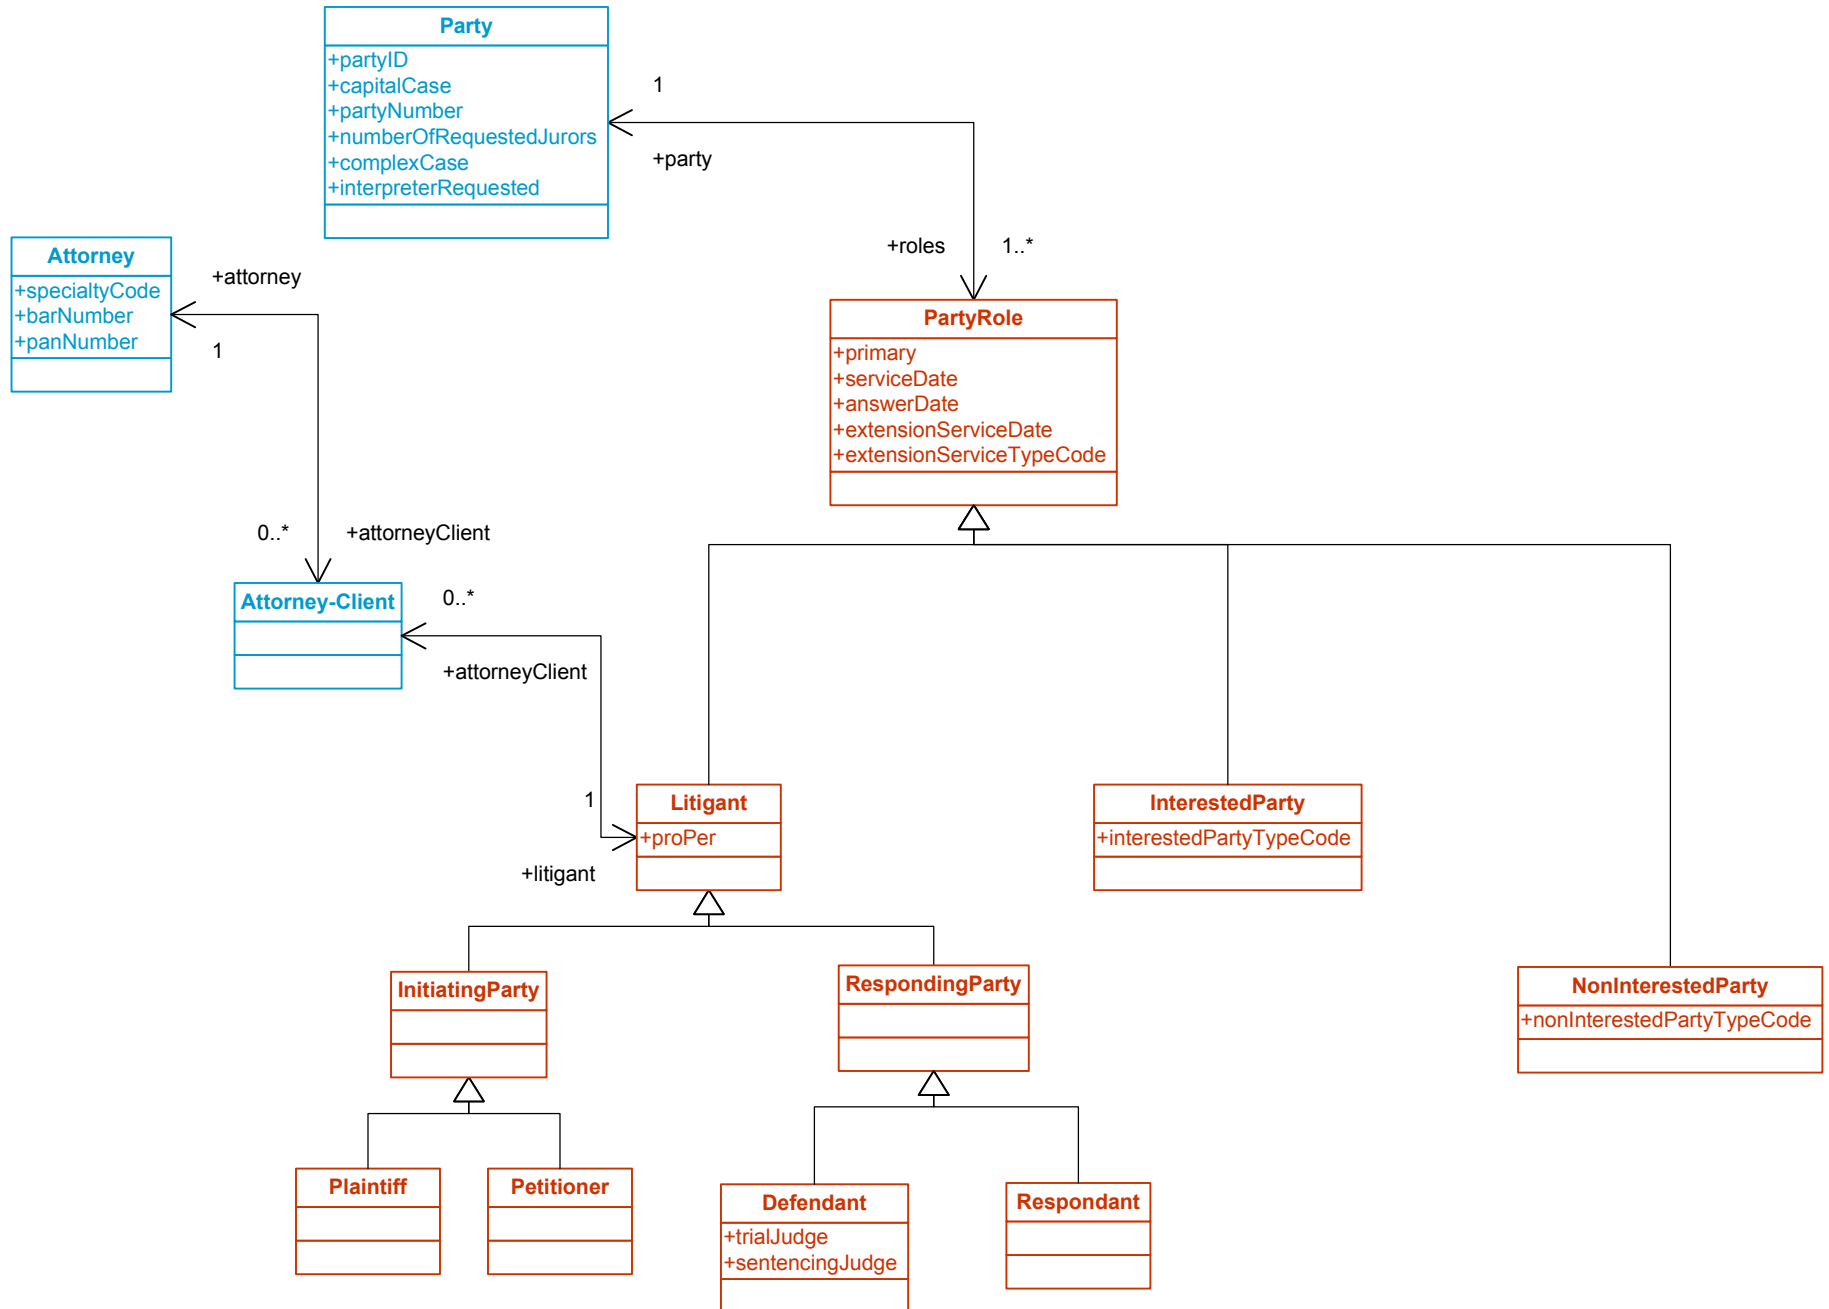 Party
+partyID
+capitalCase
+partyNumber
+numberOfRequestedJurors
+complexCase
+interpreterRequested
1
+party
+roles
1..*
Attorney
+specialtyCode
+barNumber
+panNumber
+attorney
1
0..*
+attorneyClient
PartyRole
+primary
+serviceDate
+answerDate
+extensionServiceDate
+extensionServiceTypeCode
Attorney-Client
0..*
+attorneyClient
1
+litigant
Litigant
+proPer
InterestedParty
+interestedPartyTypeCode
InitiatingParty
RespondingParty
NonInterestedParty
+nonInterestedPartyTypeCode
Plaintiff
Petitioner
Defendant
+trialJudge
+sentencingJudge
Respondant